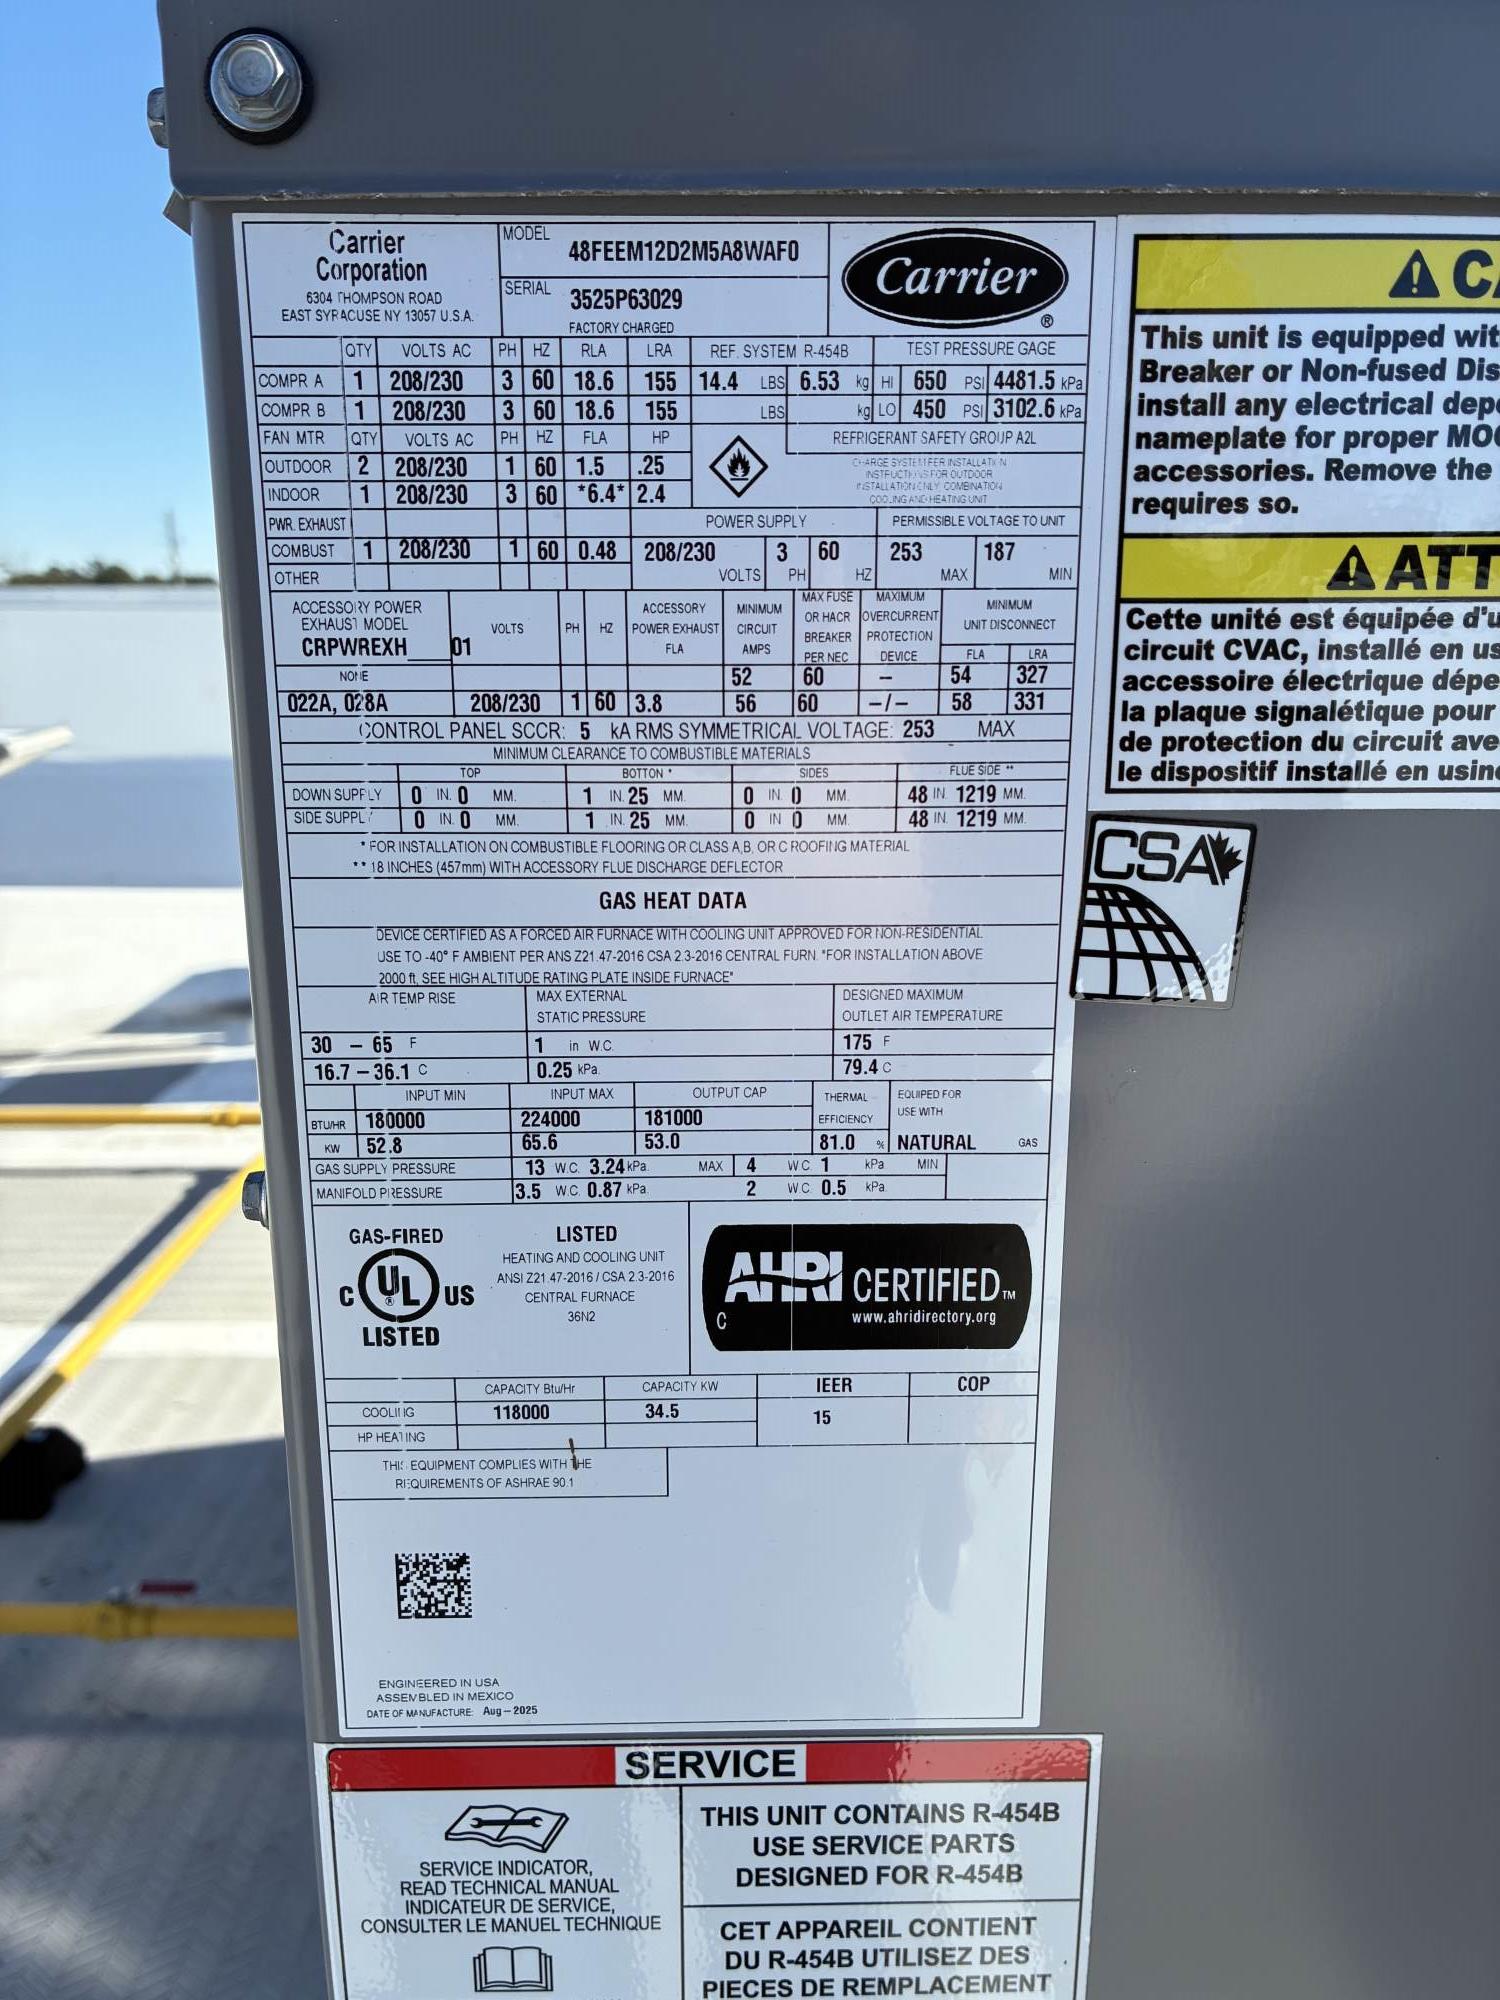 Carrier
Corporation
6304 THOMPSON ROAD
EAST SYRACUSE NY 13057 U.S.A.
MODEL 48FEEM12D2M5A8WAF0
SERIAL 3525P63029
FACTORY CHARGED
Carrier ®
QTY VOLTS AC PH HZ RLA LRA REF. SYSTEM R-454B TEST PRESSURE GAGE
COMPR A 1 208/230 3 60 18.6 155 14.4 LBS 6.53 kg HI 650 PSI 4481.5 kPa
COMPR B 1 208/230 3 60 18.6 155 LBS kg LO 450 PSI 3102.6 kPa
FAN MTR QTY VOLTS AC PH HZ FLA HP REFRIGERANT SAFETY GROUP A2L
OUTDOOR 2 208/230 1 60 1.5 .25
INDOOR 1 208/230 3 60 *6.4* 2.4
CHARGE SYSTEM PER INSTALLATION
INSTRUCTIONS FOR OUTDOOR
INSTALLATION ONLY. COMBINATION
COOLING AND HEATING UNIT
PWR. EXHAUST POWER SUPPLY PERMISSIBLE VOLTAGE TO UNIT
COMBUST 1 208/230 1 60 0.48 208/230 VOLTS 3 PH 60 HZ 253 MAX 187 MIN
OTHER
ACCESSORY POWER
EXHAUST MODEL
CRPWREXH____01
VOLTS PH HZ
ACCESSORY
POWER EXHAUST
FLA
MINIMUM
CIRCUIT
AMPS
MAX FUSE
OR HACR
BREAKER
PER NEC
MAXIMUM
OVERCURRENT
PROTECTION
DEVICE
MINIMUM
UNIT DISCONNECT
FLA LRA
NONE 52 60 – 54 327
022A, 028A 208/230 1 60 3.8 56 60 –/– 58 331
CONTROL PANEL SCCR: 5 kA RMS SYMMETRICAL VOLTAGE: 253 MAX
MINIMUM CLEARANCE TO COMBUSTIBLE MATERIALS
TOP BOTTON * SIDES FLUE SIDE **
DOWN SUPPLY 0 IN. 0 MM. 1 IN. 25 MM. 0 IN. 0 MM. 48 IN. 1219 MM.
SIDE SUPPLY 0 IN. 0 MM. 1 IN. 25 MM. 0 IN 0 MM. 48 IN. 1219 MM.
* FOR INSTALLATION ON COMBUSTIBLE FLOORING OR CLASS A,B, OR C ROOFING MATERIAL
** 18 INCHES (457mm) WITH ACCESSORY FLUE DISCHARGE DEFLECTOR
GAS HEAT DATA
DEVICE CERTIFIED AS A FORCED AIR FURNACE WITH COOLING UNIT APPROVED FOR NON-RESIDENTIAL
USE TO -40° F AMBIENT PER ANS Z21.47-2016 CSA 2.3-2016 CENTRAL FURN. "FOR INSTALLATION ABOVE
2000 ft, SEE HIGH ALTITUDE RATING PLATE INSIDE FURNACE"
AIR TEMP RISE
MAX EXTERNAL
STATIC PRESSURE
DESIGNED MAXIMUM
OUTLET AIR TEMPERATURE
30 – 65 F 1 in W.C. 175 F
16.7 – 36.1 C 0.25 kPa. 79.4 C
INPUT MIN INPUT MAX OUTPUT CAP
THERMAL
EFFICIENCY
EQUIPED FOR
USE WITH
BTU/HR 180000 224000 181000
KW 52.8 65.6 53.0 81.0 % NATURAL GAS
GAS SUPPLY PRESSURE 13 W.C. 3.24 kPa. MAX 4 W.C. 1 kPa MIN
MANIFOLD PRESSURE 3.5 W.C. 0.87 kPa. 2 W.C. 0.5 kPa.
GAS-FIRED
C UL ® US
LISTED
LISTED
HEATING AND COOLING UNIT
ANSI Z21.47-2016 / CSA 2.3-2016
CENTRAL FURNACE
36N2
AHRI CERTIFIED™
C www.ahridirectory.org
CAPACITY Btu/Hr CAPACITY KW IEER COP
COOLING 118000 34.5 15
HP HEATING
THIS EQUIPMENT COMPLIES WITH THE
REQUIREMENTS OF ASHRAE 90.1
ENGINEERED IN USA
ASSEMBLED IN MEXICO
DATE OF MANUFACTURE: Aug – 2025
This unit is equipped
Breaker or Non-fused
install any electrical
nameplate for proper
accessories. Remove the
requires so.
Cette unité est équipée
circuit CVAC, installé en
accessoire électrique
la plaque signalétique pour
de protection du circuit
le dispositif installé en
CSA
SERVICE
SERVICE INDICATOR,
READ TECHNICAL MANUAL
INDICATEUR DE SERVICE,
CONSULTER LE MANUEL TECHNIQUE
THIS UNIT CONTAINS R-454B
USE SERVICE PARTS
DESIGNED FOR R-454B
CET APPAREIL CONTIENT
DU R-454B UTILISEZ DES
PIECES DE REMPLACEMENT